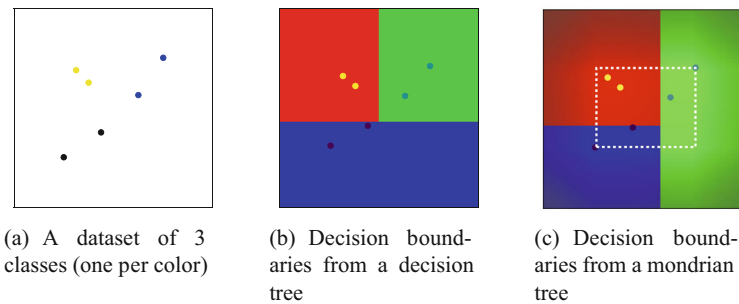 (a) A dataset of 3
classes (one per color)
(b) Decision bound-
aries from a decision
tree
(c) Decision bound-
aries from a mondrian
tree